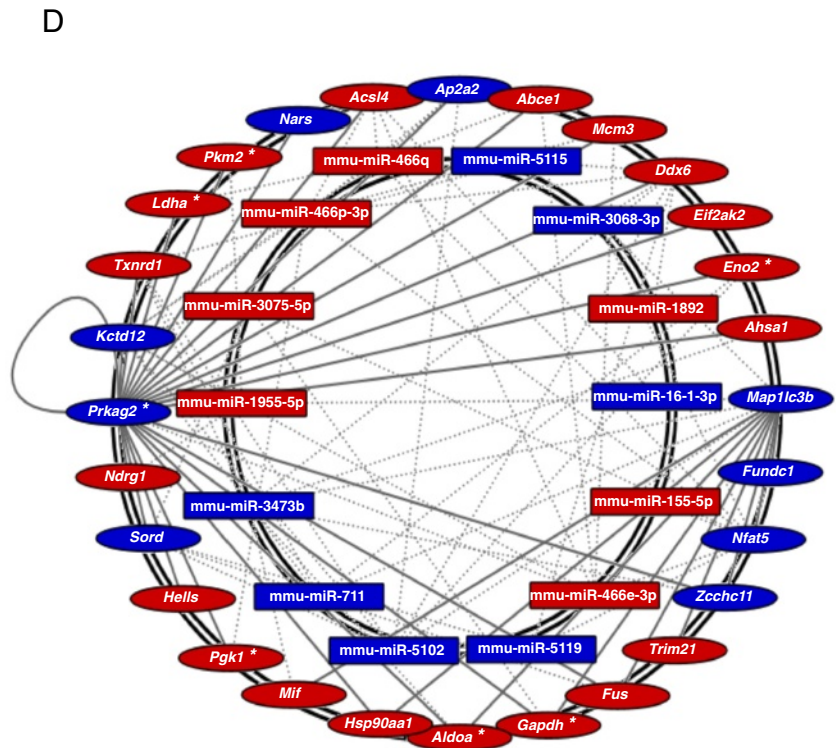 D
Ap2a2
Acsl4
Abce1
Nars
Mcm3
Pkm2 *
mmu-miR-466q
mmu-miR-5115
Ddx6
Ldha *
mmu-miR-466p-3p
mmu-miR-3068-3p
Eif2ak2
Txnrd1
Eno2 *
mmu-miR-3075-5p
mmu-miR-1892
Kctd12
Ahsa1
Prkag2 *
mmu-miR-1955-5p
mmu-miR-16-1-3p
Map1lc3b
Ndrg1
Fundc1
mmu-miR-3473b
mmu-miR-155-5p
Sord
Nfat5
Hells
mmu-miR-711
mmu-miR-466e-3p
Zcchc11
Pgk1 *
mmu-miR-5102
mmu-miR-5119
Trim21
Mif
Fus
Hsp90aa1
Aldoa *
Gapdh *